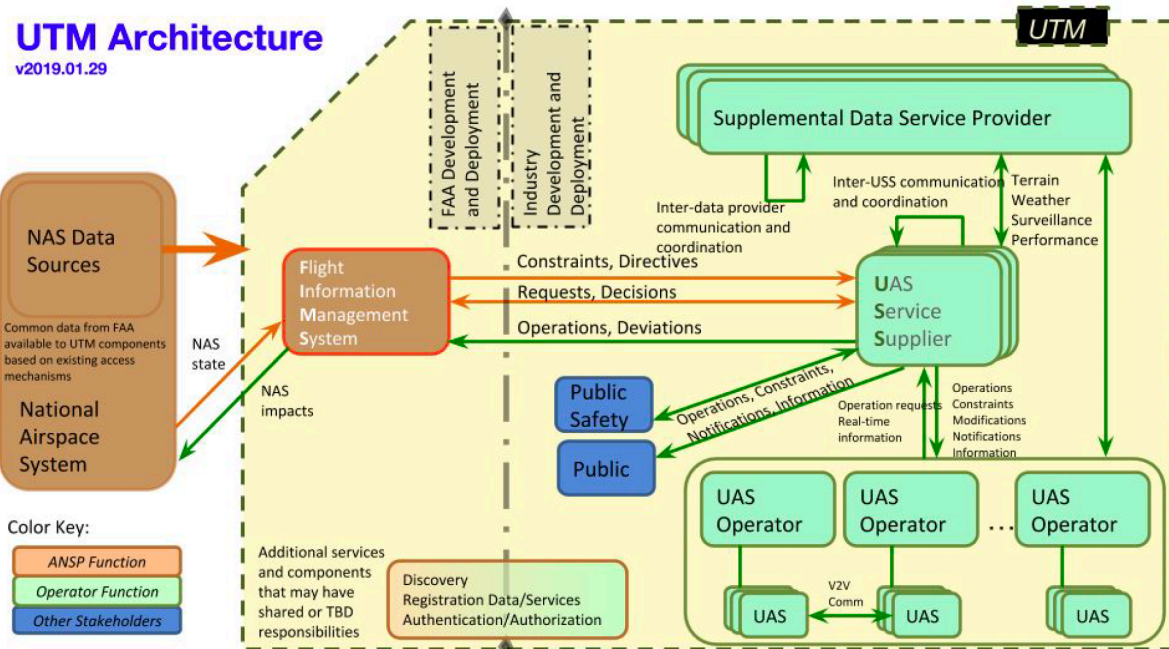 UTM Architecture
v2019.01.29
UTM
FAA Development
and Deployment
Industry
Development and
Deployment
Supplemental Data Service Provider
Inter-data provider
communication and
coordination
Inter-USS communication
and coordination
Terrain
Weather
Surveillance
Performance
NAS Data
Sources
Common data from FAA
available to UTM components
based on existing access
mechanisms
National
Airspace
System
NAS
state
NAS
impacts
Flight
Information
Management
System
Constraints, Directives
Requests, Decisions
Operations, Deviations
UAS
Service
Supplier
Public
Safety
Public
Operations, Constraints,
Notifications, Information
Operation requests
Real-time
information
Operations
Constraints
Modifications
Notifications
Information
UAS
Operator
UAS
Operator
...
UAS
Operator
UAS
V2V
Comm
UAS
UAS
Color Key:
ANSP Function
Operator Function
Other Stakeholders
Additional services
and components
that may have
shared or TBD
responsibilities
Discovery
Registration Data/Services
Authentication/Authorization